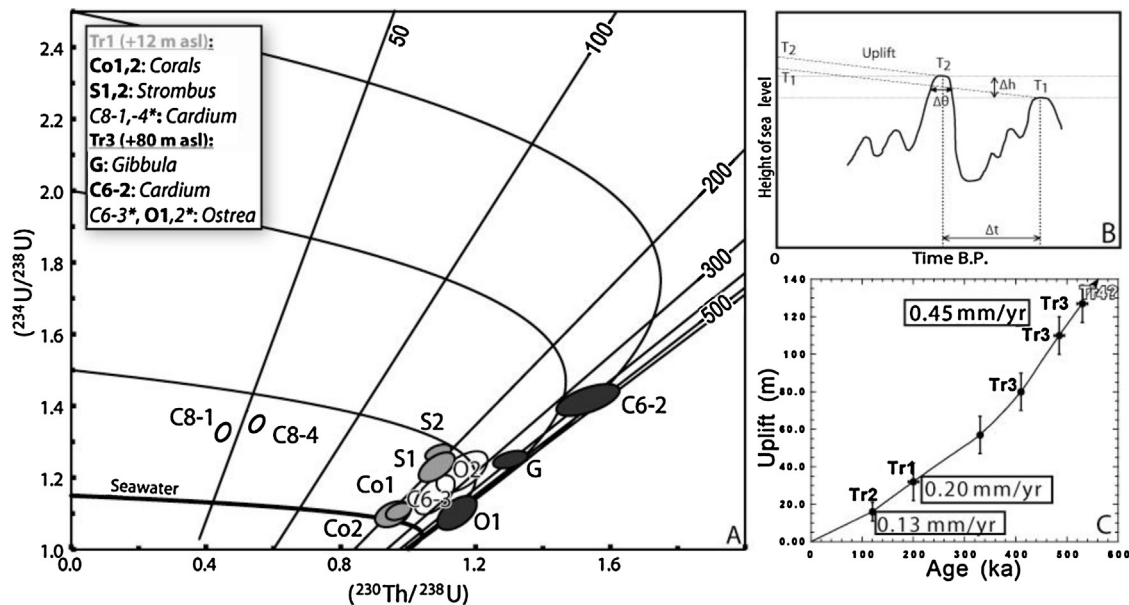 2.4
2.2
2.0
1.8
1.6
1.4
1.2
1.0
(²³⁴U/²³⁸U)
0.0
0.4
0.8
1.2
1.6
(²³⁰Th/²³⁸U)
Tr1 (+12 m asl):
Co1,2: Corals
S1,2: Strombus
C8-1,-4*: Cardium
Tr3 (+80 m asl):
G: Gibbula
C6-2: Cardium
C6-3*, O1,2*: Ostrea
50
100
200
300
500
C8-1
C8-4
S2
S1
O2
C6-2
G
Co1
C6-3
Co2
O1
Seawater
A
Height of sea level
T2
T1
Uplift
T2
T1
Δh
Δθ
Δt
B
0
Time B.P.
Uplift (m)
140
120
100
80.0
60.0
40.0
20.0
0.00
0
100
200
300
400
500
600
Age (ka)
Tr4?
Tr3
0.45 mm/yr
Tr3
Tr3
Tr1
0.20 mm/yr
Tr2
0.13 mm/yr
C